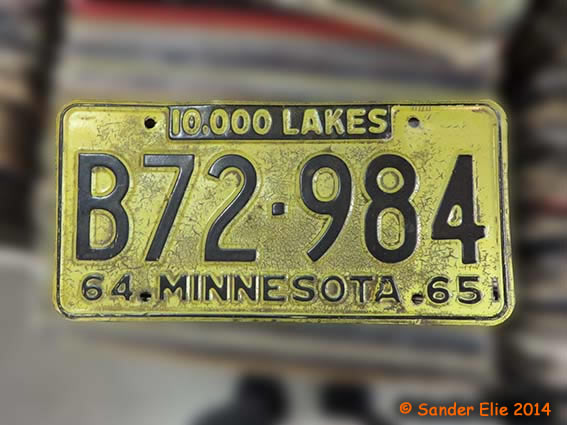 10,000 LAKES
B72·984
64 MINNESOTA 65
© Sander Elie 2014